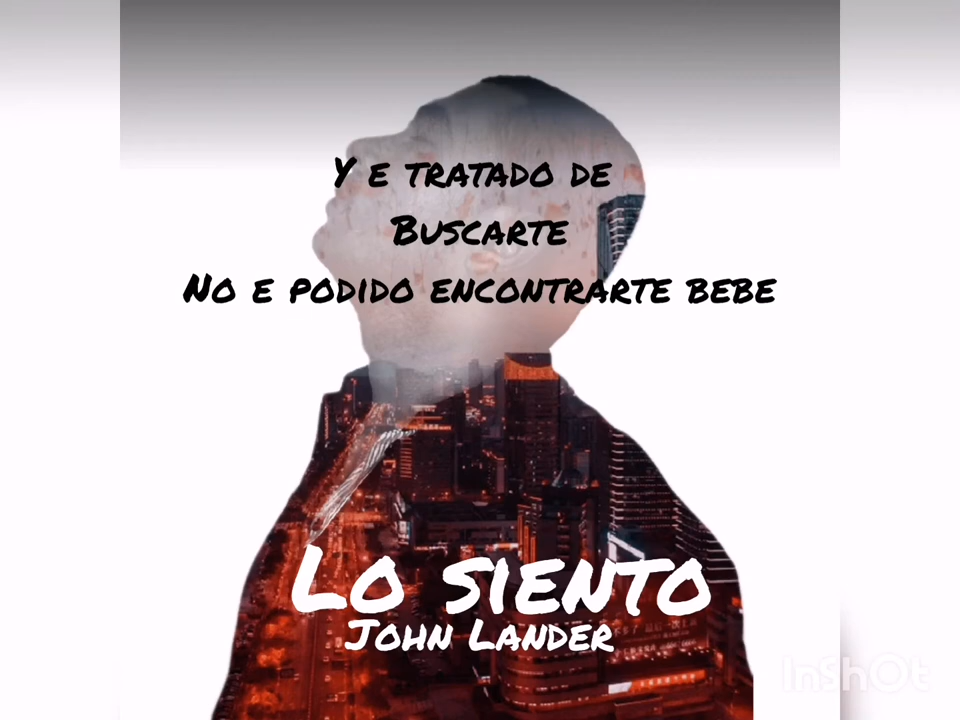 Y e tratado de
Buscarte
No e podido encontrarte bebe
Lo siento
John Lander
InShOt